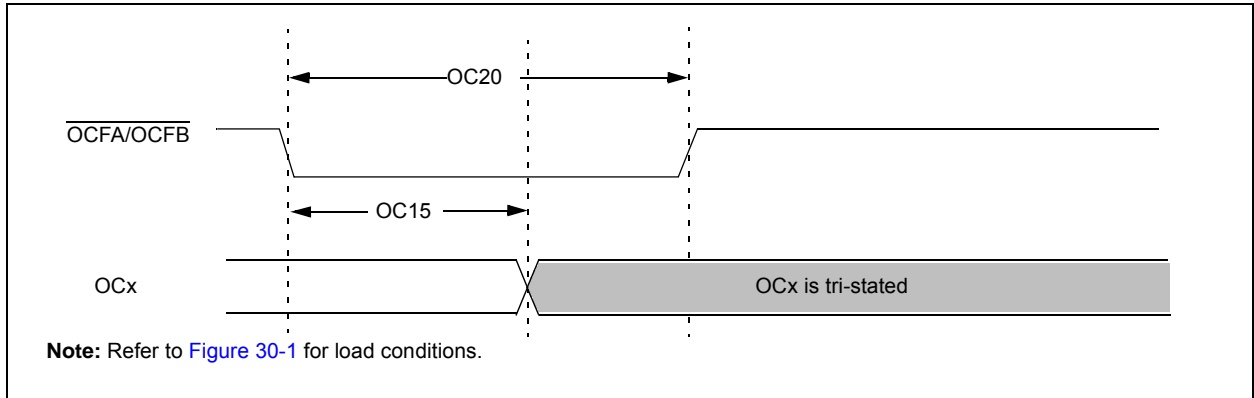 OC20
OCFA/OCFB
OC15
OCx
OCx is tri-stated
Note: Refer to Figure 30-1 for load conditions.